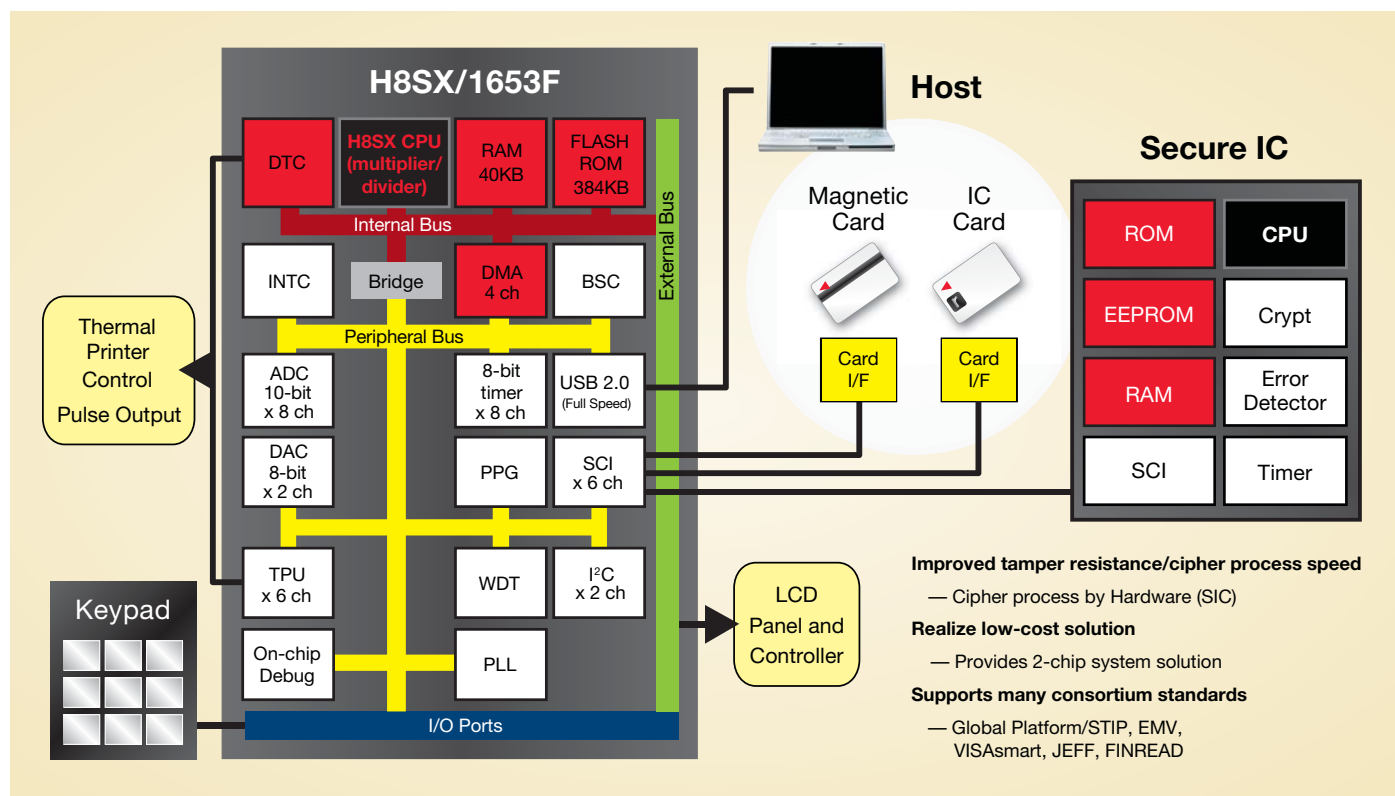 H8SX/1653F
DTC
H8SX CPU
(multiplier/
divider)
RAM
40KB
FLASH
ROM
384KB
Internal Bus
External Bus
INTC
Bridge
DMA
4 ch
BSC
Peripheral Bus
ADC
10-bit
x 8 ch
8-bit
timer
x 8 ch
USB 2.0
(Full Speed)
DAC
8-bit
x 2 ch
PPG
SCI
x 6 ch
TPU
x 6 ch
WDT
I²C
x 2 ch
On-chip
Debug
PLL
I/O Ports
Thermal
Printer
Control
Pulse Output
Keypad
Host
Magnetic
Card
IC
Card
Card
I/F
Card
I/F
LCD
Panel and
Controller
Secure IC
ROM
CPU
EEPROM
Crypt
RAM
Error
Detector
SCI
Timer
Improved tamper resistance/cipher process speed
— Cipher process by Hardware (SIC)
Realize low-cost solution
— Provides 2-chip system solution
Supports many consortium standards
— Global Platform/STIP, EMV,
VISAsmart, JEFF, FINREAD